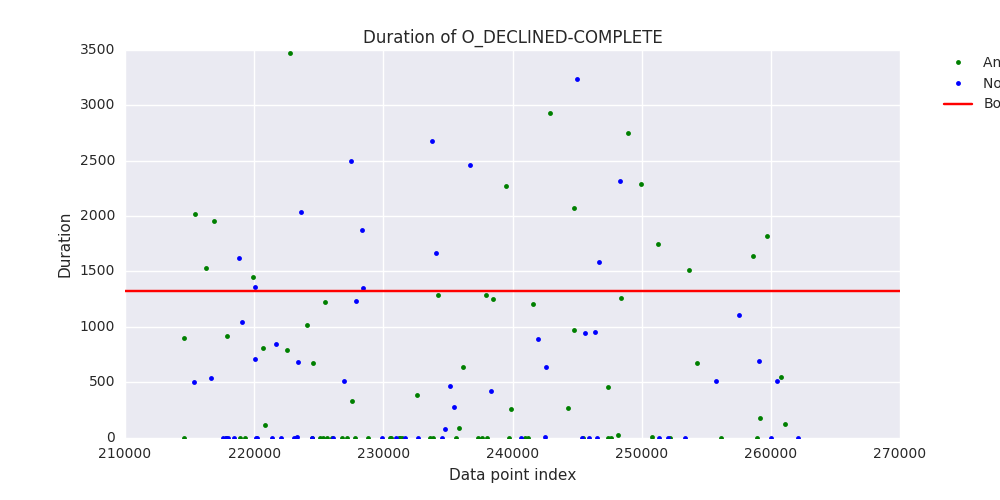 Duration of O_DECLINED-COMPLETE
3500
3000
2500
2000
1500
1000
500
0
Duration
210000 220000 230000 240000 250000 260000 270000
Data point index
An
No
Bo